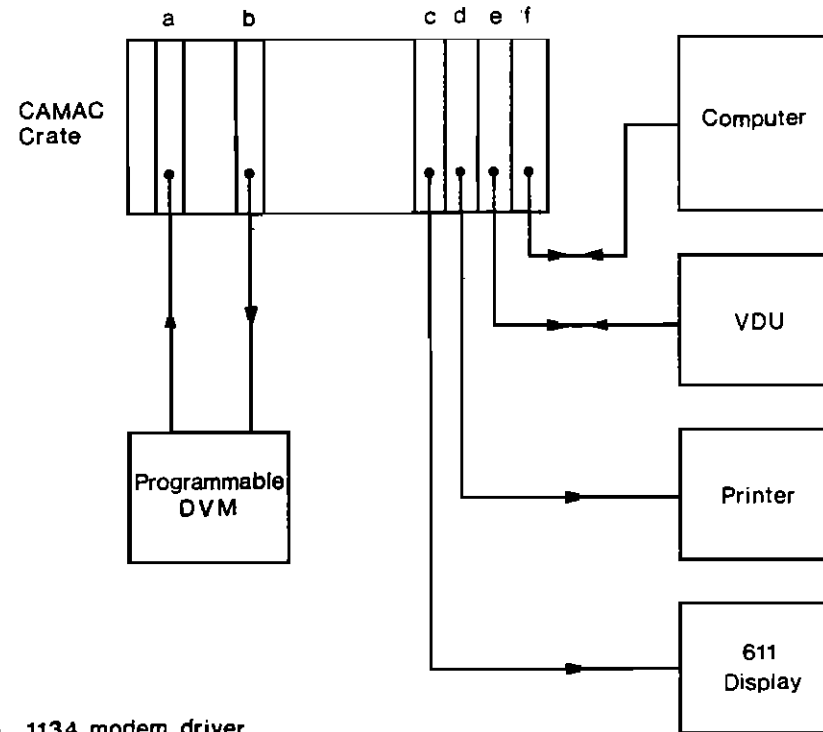 a b c d e f
CAMAC
Crate
Computer
VDU
Programmable
DVM
Printer
611
Display
1134 modem driver